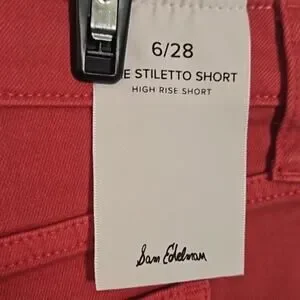 6/28
E STILETTO SHORT
HIGH RISE SHORT
Sam Edelman